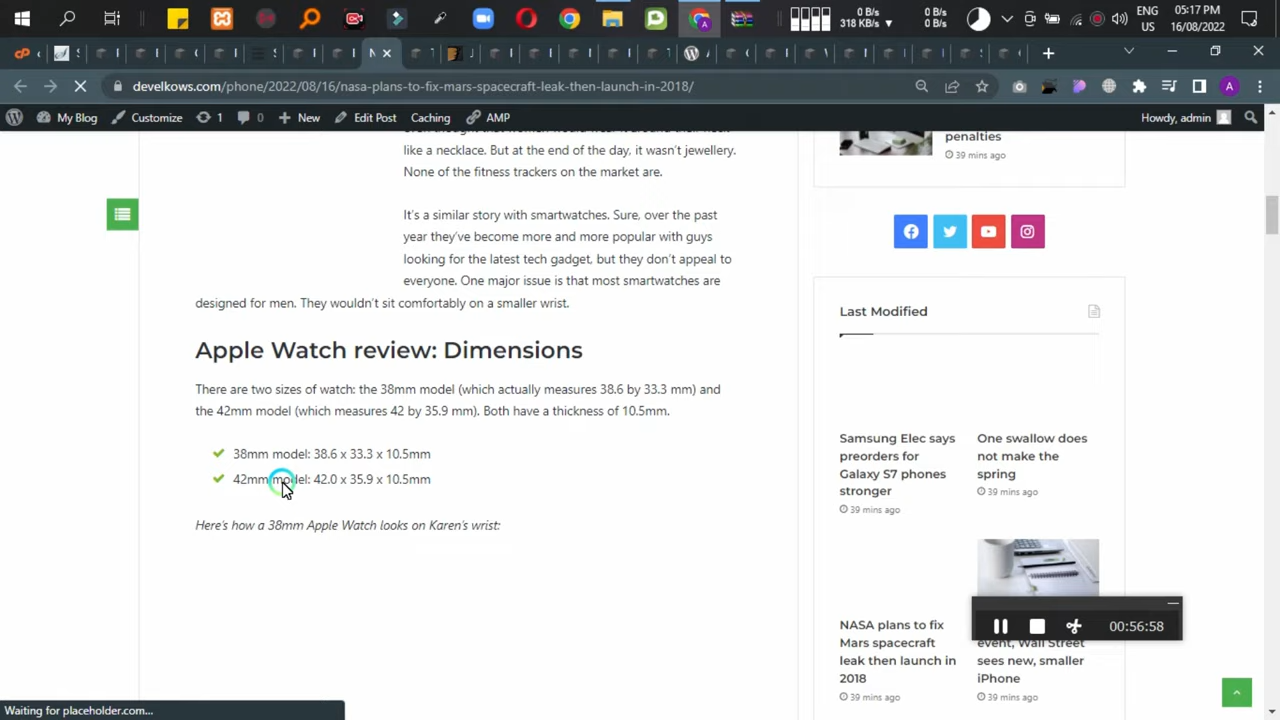 318 KB/s
0 B/s
0 B/s
0 B/s
ENG
US
05:17 PM
16/08/2022
develkows.com/phone/2022/08/16/nasa-plans-to-fix-mars-spacecraft-leak-then-launch-in-2018/
My Blog
Customize
1
0
New
Edit Post
Caching
AMP
Howdy, admin
like a necklace. But at the end of the day, it wasn't jewellery.
None of the fitness trackers on the market are.
It's a similar story with smartwatches. Sure, over the past
year they've become more and more popular with guys
looking for the latest tech gadget, but they don't appeal to
everyone. One major issue is that most smartwatches are
designed for men. They wouldn't sit comfortably on a smaller wrist.
Apple Watch review: Dimensions
There are two sizes of watch: the 38mm model (which actually measures 38.6 by 33.3 mm) and
the 42mm model (which measures 42 by 35.9 mm). Both have a thickness of 10.5mm.
38mm model: 38.6 x 33.3 x 10.5mm
42mm model: 42.0 x 35.9 x 10.5mm
Here's how a 38mm Apple Watch looks on Karen's wrist:
penalties
39 mins ago
Last Modified
Samsung Elec says
preorders for
Galaxy S7 phones
stronger
39 mins ago
One swallow does
not make the
spring
39 mins ago
NASA plans to fix
Mars spacecraft
leak then launch in
2018
39 mins ago
event, Wall Street
sees new, smaller
iPhone
39 mins ago
00:56:58
Waiting for placeholder.com...